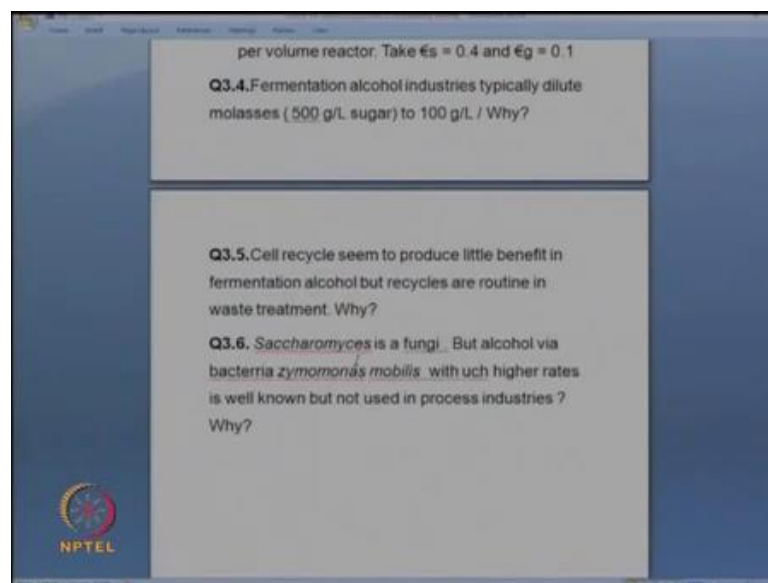 per volume reactor. Take €s = 0.4 and €g = 0.1
Q3.4.Fermentation alcohol industries typically dilute
molasses ( 500 g/L sugar) to 100 g/L / Why?
Q3.5.Cell recycle seem to produce little benefit in
fermentation alcohol but recycles are routine in
waste treatment. Why?
Q3.6. Saccharomyces is a fungi . But alcohol via
bacterria zymomonas mobilis with uch higher rates
is well known but not used in process industries ?
Why?
NPTEL